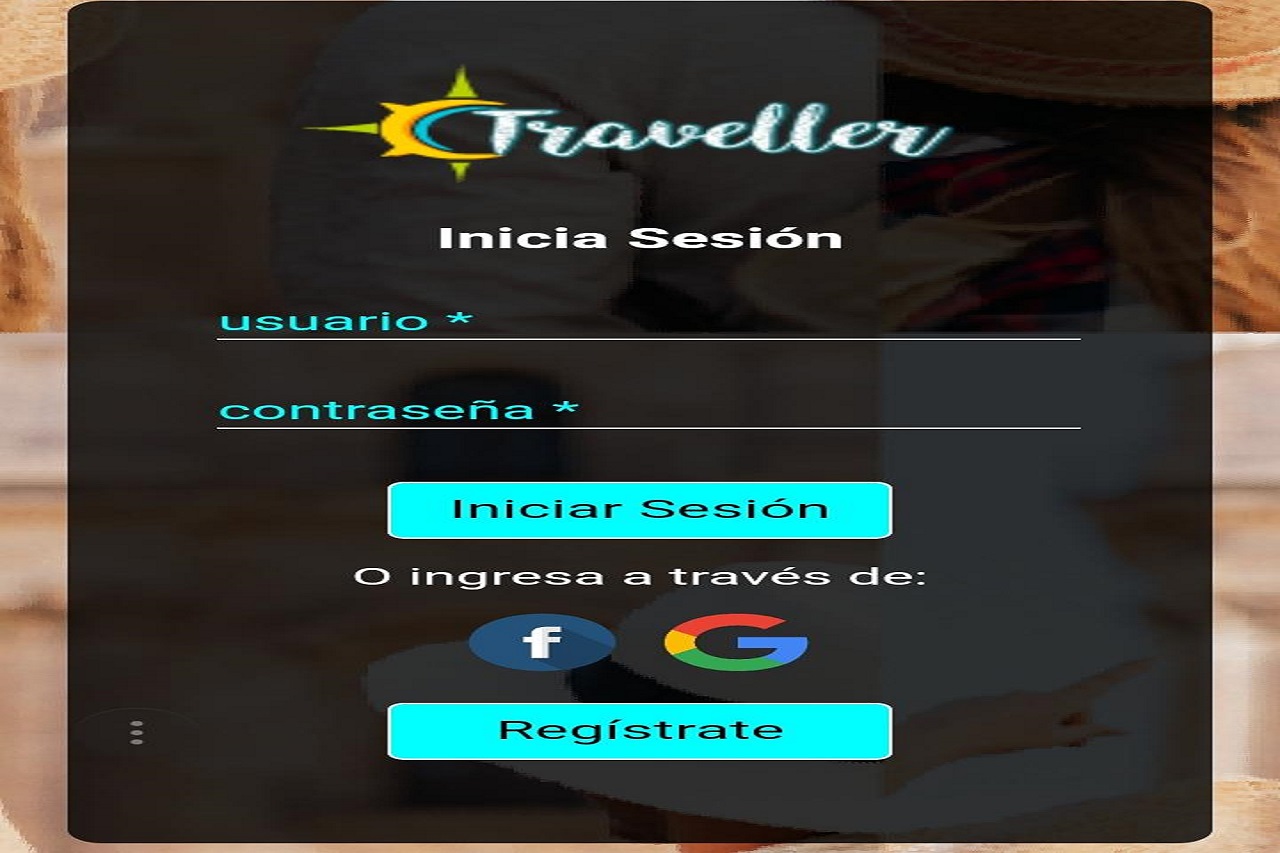 Traveller
Inicia Sesión
usuario *
contraseña *
Iniciar Sesión
O ingresa a través de:
f G
Regístrate